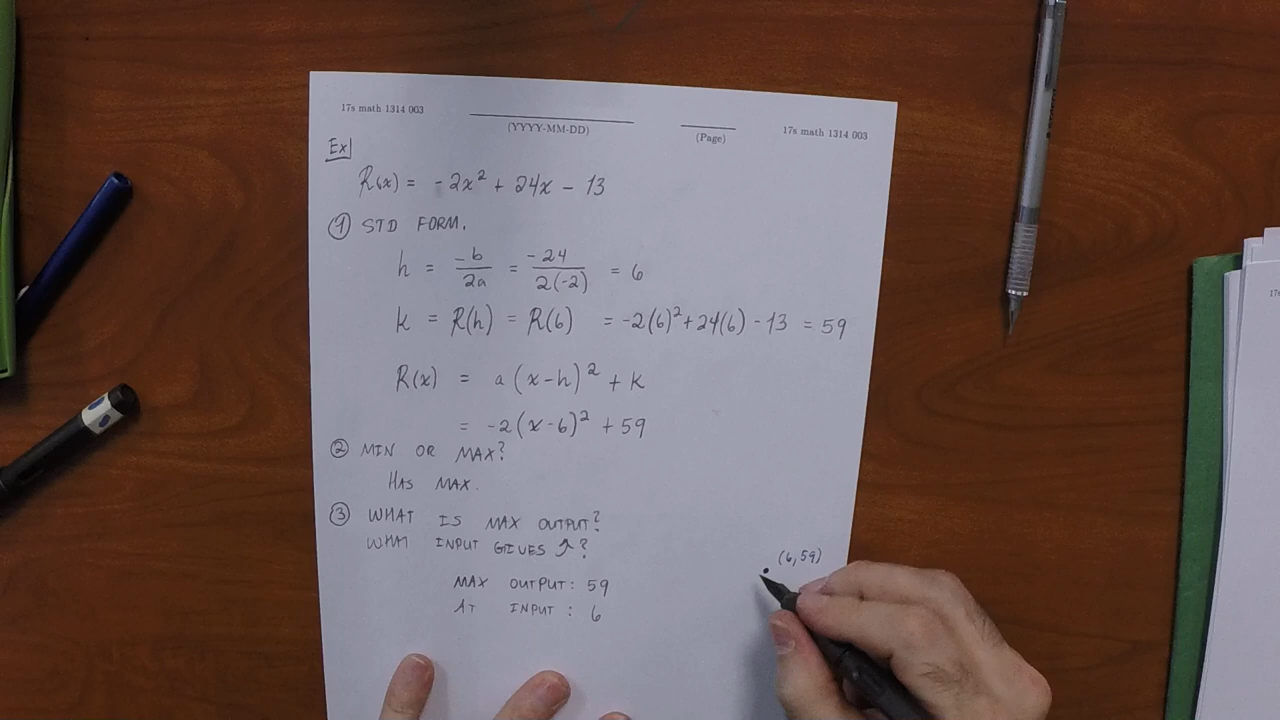 17s math 1314 003
(YYYY-MM-DD)
(Page)
17s math 1314 003
Ex
R(x) = -2x² + 24x - 13
① STD FORM.
h = -b/2a = -24/2(-2) = 6
k = R(h) = R(6) = -2(6)²+24(6) - 13 = 59
R(x) = a(x-h)² + k
= -2(x-6)² + 59
② MIN OR MAX?
HAS MAX.
③ WHAT IS MAX OUTPUT?
WHAT INPUT GIVES ⤴?
MAX OUTPUT: 59
AT INPUT: 6
(6,59)